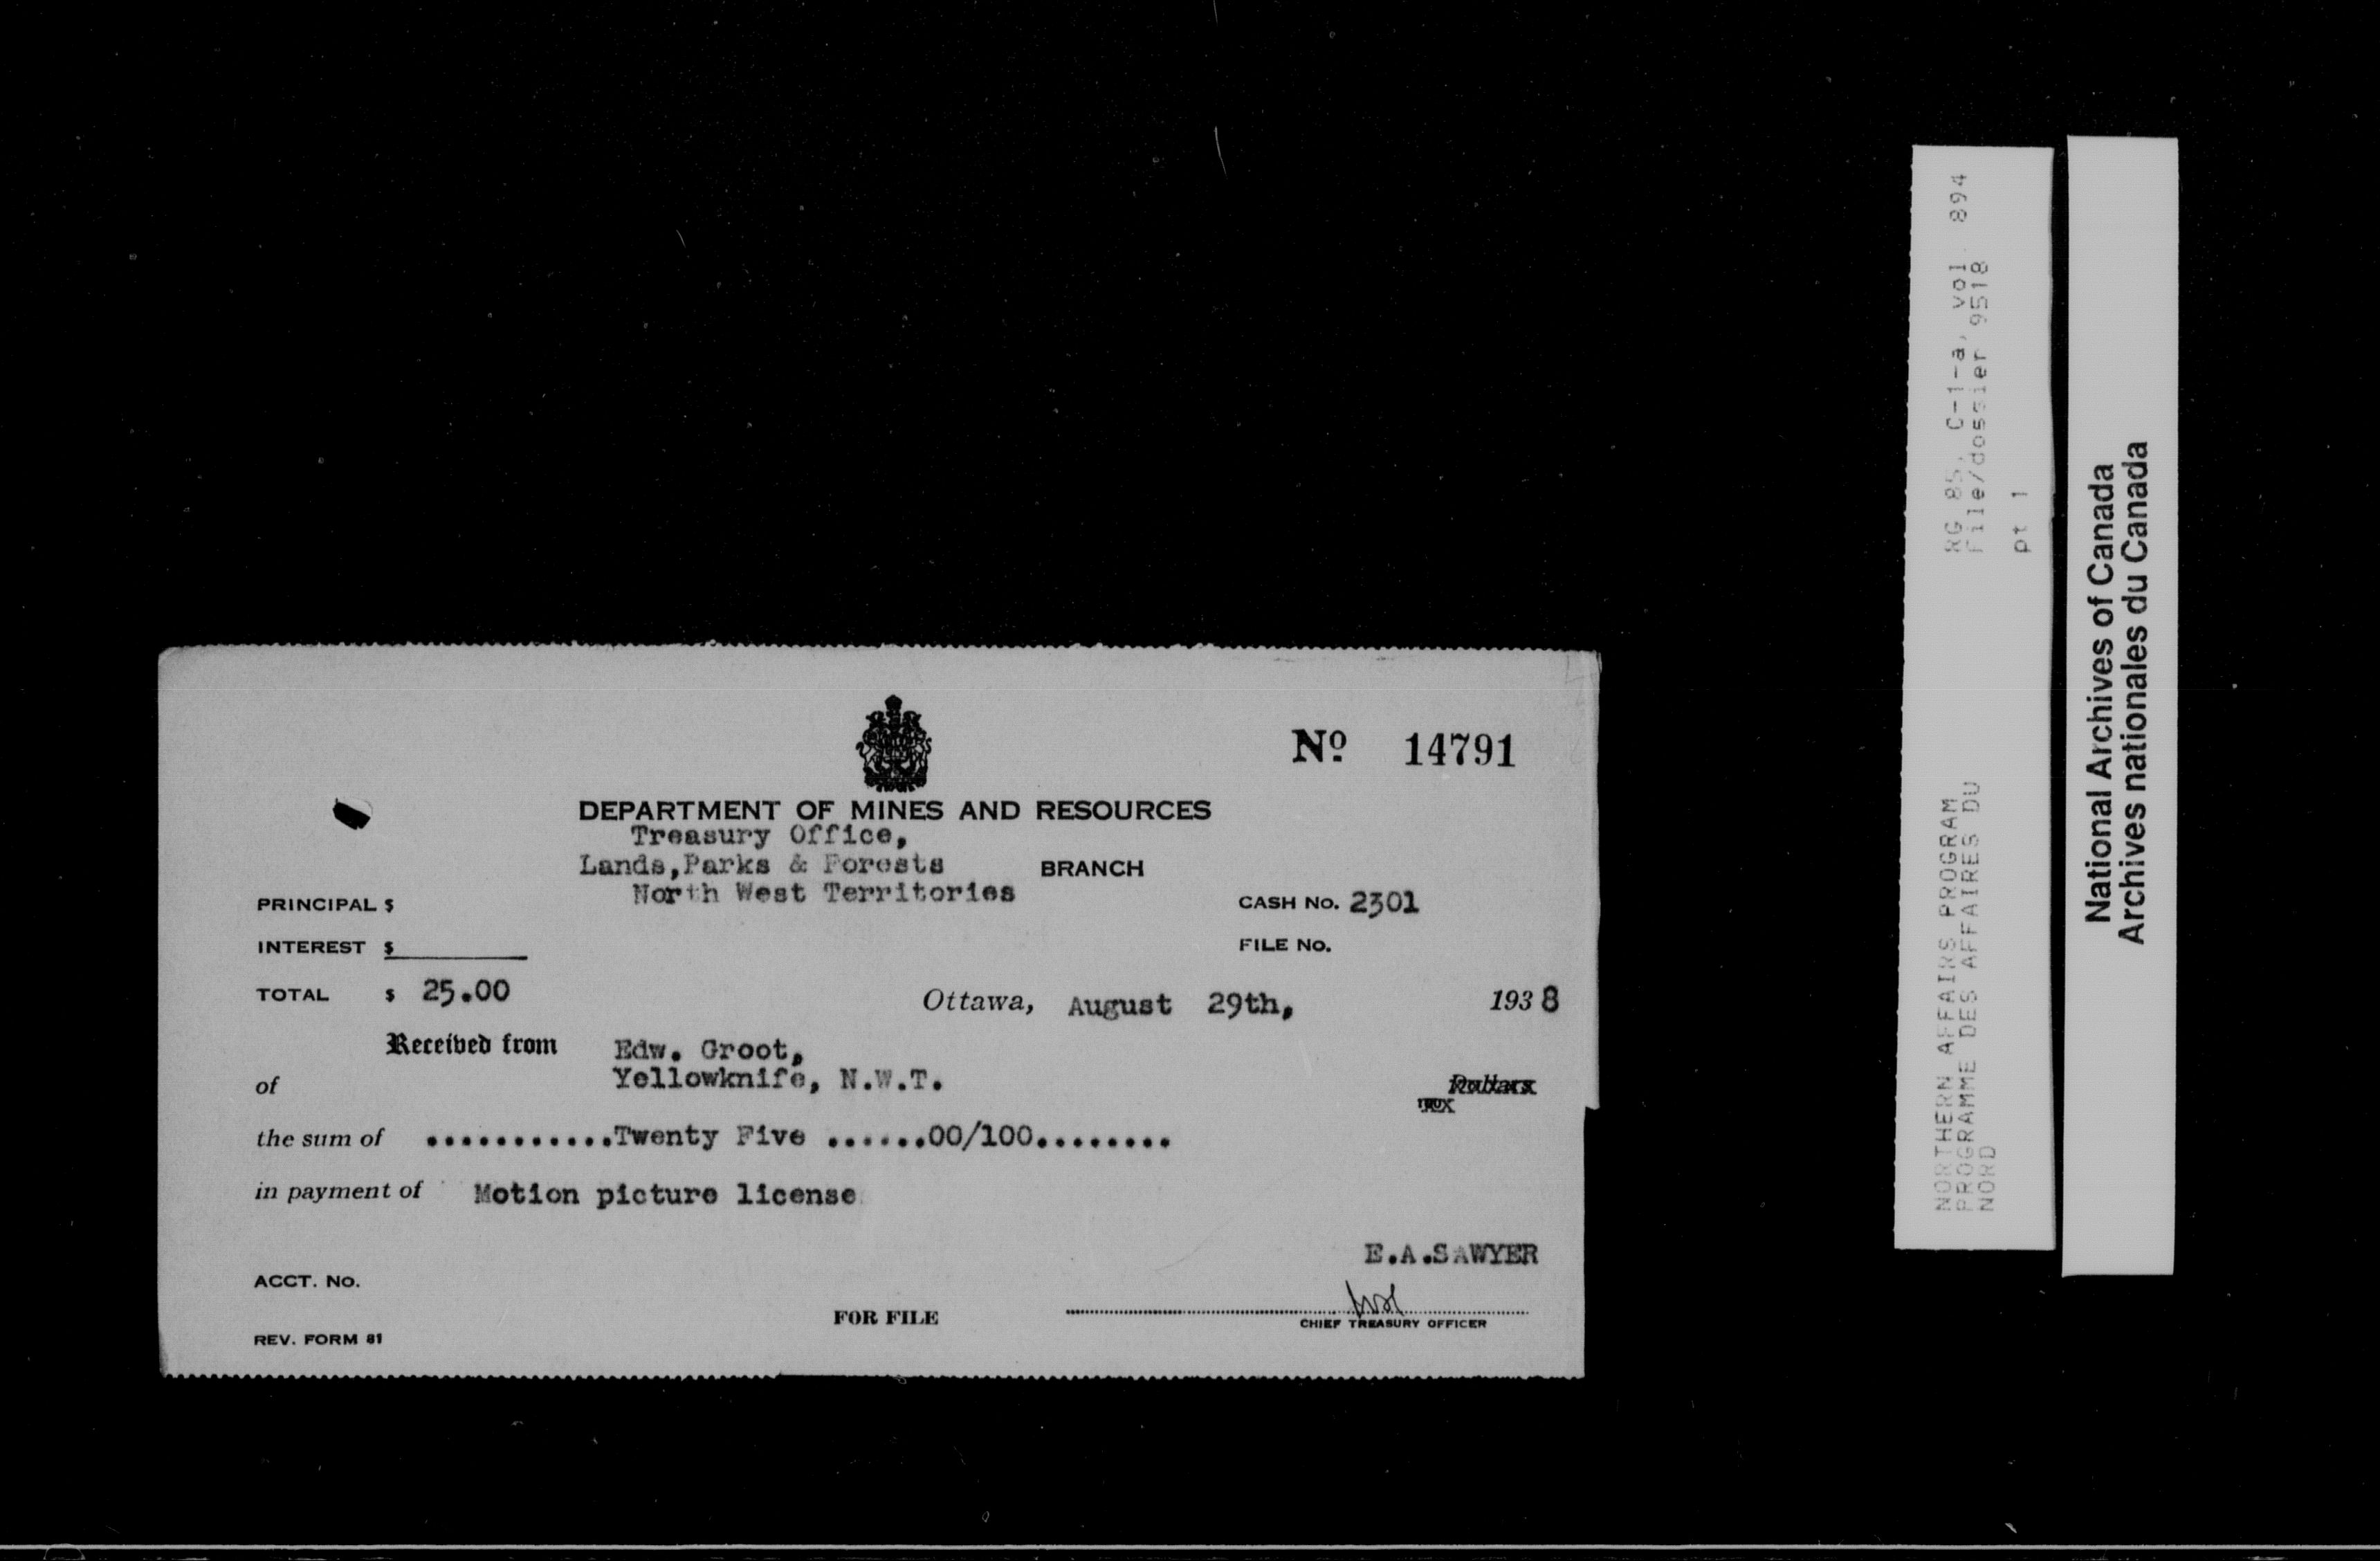 Nº 14791
DEPARTMENT OF MINES AND RESOURCES
Treasury Office,
Lands,Parks & Forests BRANCH
North West Territories
PRINCIPAL $
CASH No. 2301
INTEREST $
FILE No.
TOTAL $ 25.00
Ottawa, August 29th, 1938
Received from Edw. Groot,
of Yellowknife, N.W.T.
Dollars
100
the sum of ...........Twenty Five ......00/100........
in payment of Motion picture license
E.A.SAWYER
ACCT. No.
FOR FILE
CHIEF TREASURY OFFICER
REV. FORM 81
RG 85, C-1-a, vol 894
File/dossier 9518
pt 1
NORTHERN AFFAIRS PROGRAM
PROGRAMME DES AFFAIRES DU
NORD
National Archives of Canada
Archives nationales du Canada